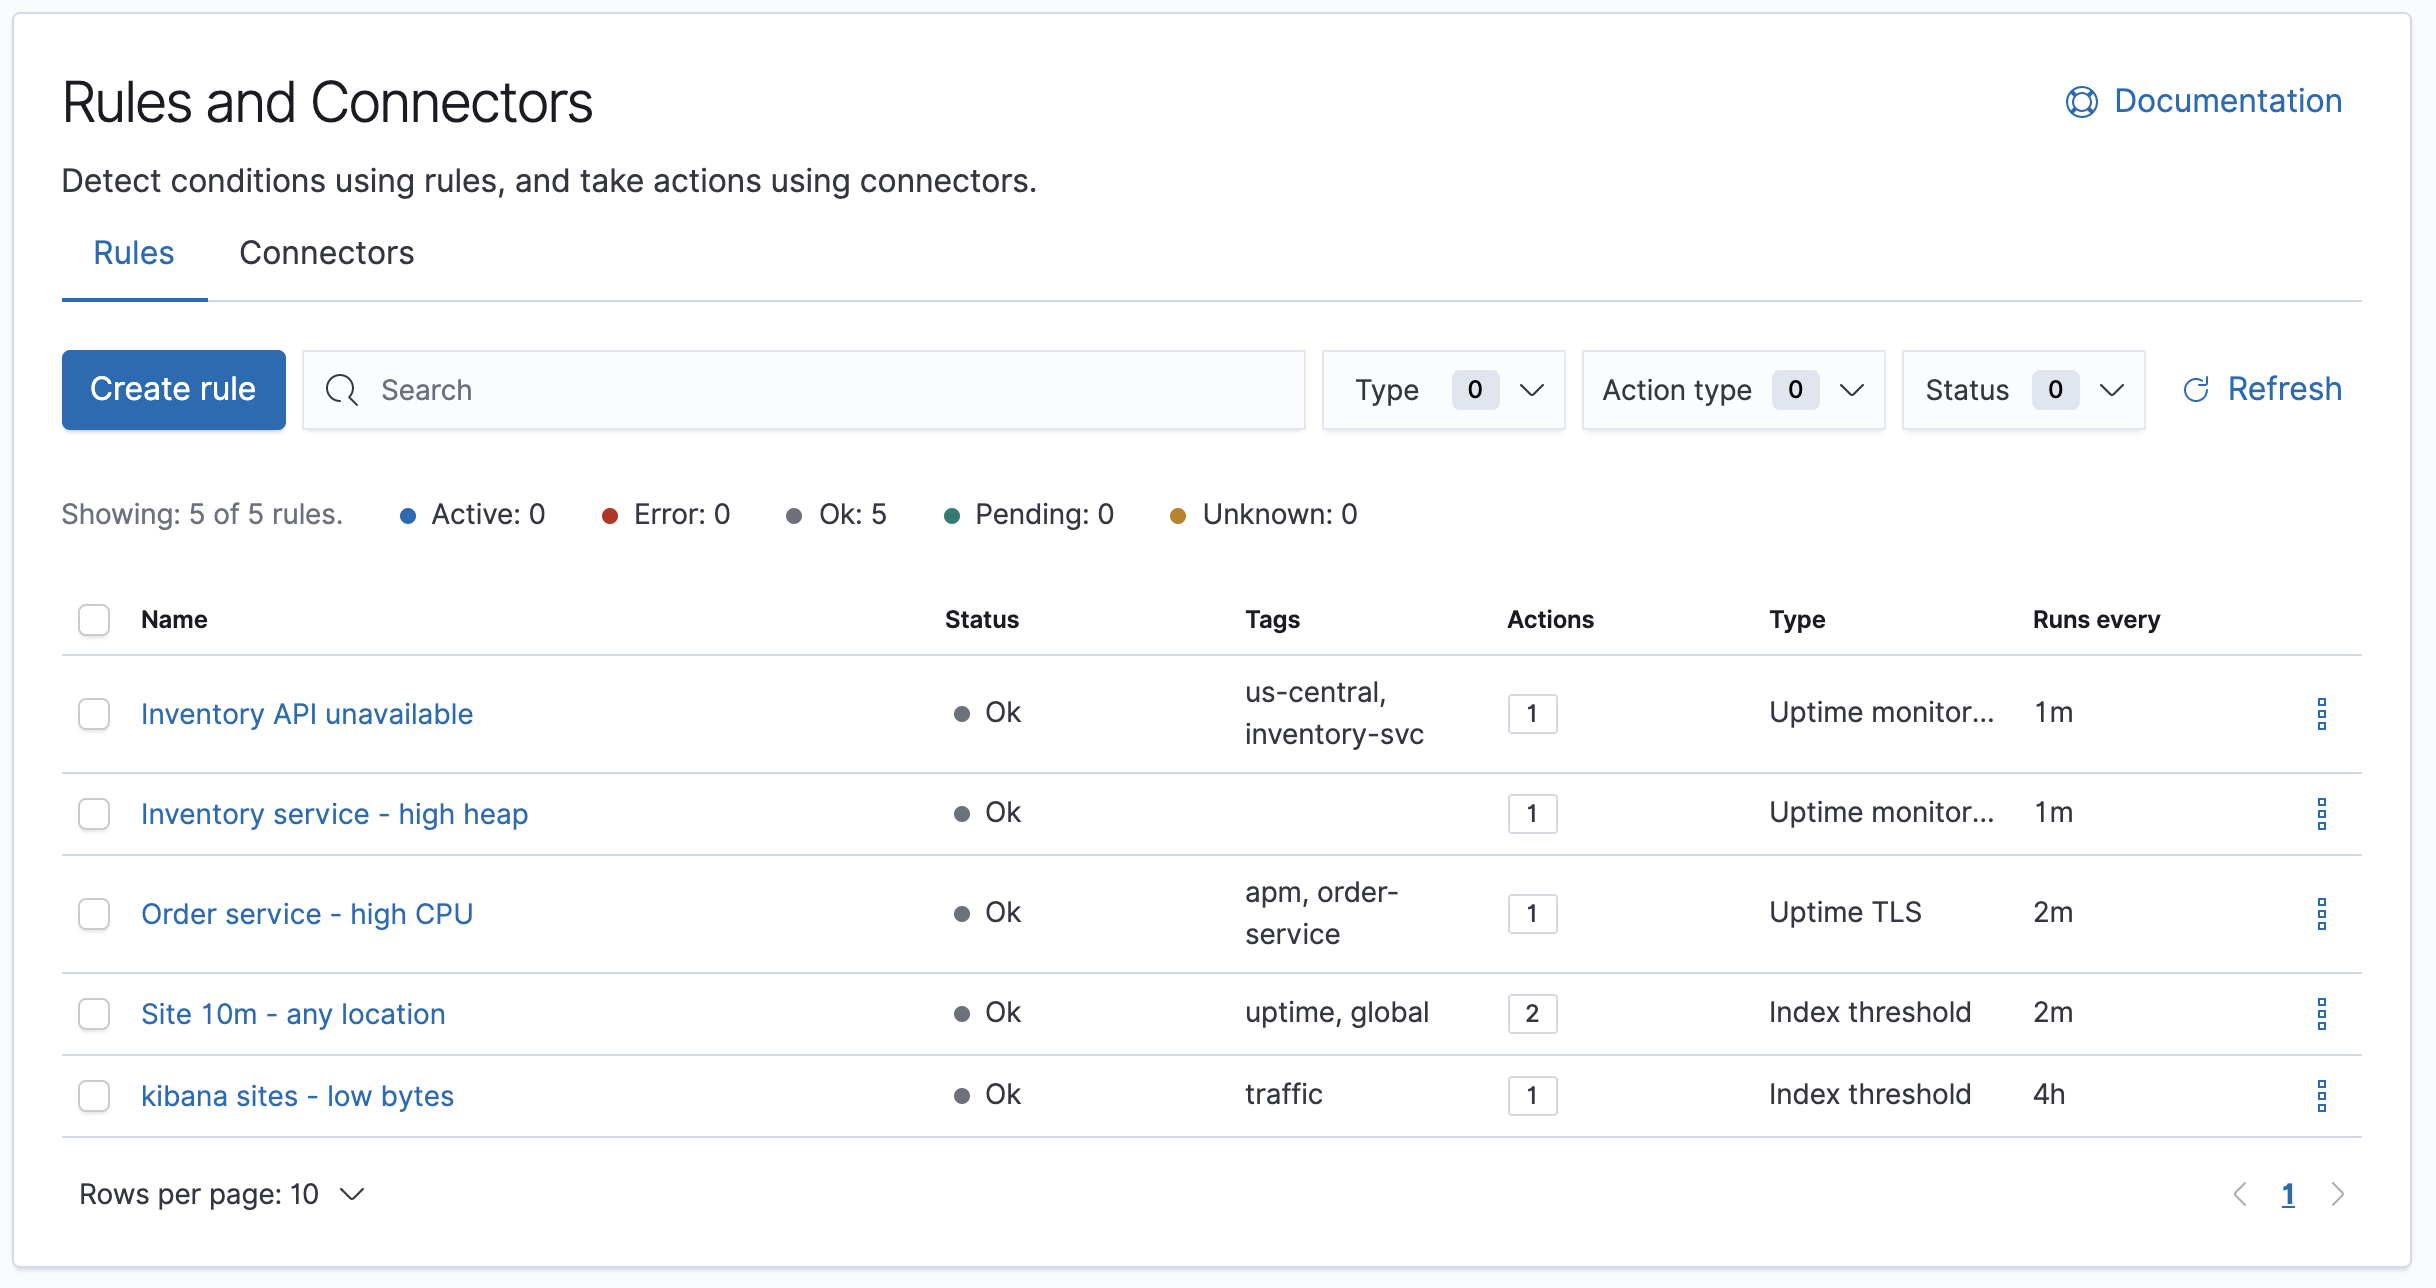 Rules and Connectors
Documentation
Detect conditions using rules, and take actions using connectors.
Rules Connectors
Create rule Search Type 0 Action type 0 Status 0 Refresh
Showing: 5 of 5 rules. Active: 0 Error: 0 Ok: 5 Pending: 0 Unknown: 0
Name Status Tags Actions Type Runs every
Inventory API unavailable Ok us-central, 1 Uptime monitor... 1m
inventory-svc
Inventory service - high heap Ok 1 Uptime monitor... 1m
Order service - high CPU Ok apm, order- 1 Uptime TLS 2m
service
Site 10m - any location Ok uptime, global 2 Index threshold 2m
kibana sites - low bytes Ok traffic 1 Index threshold 4h
Rows per page: 10 1